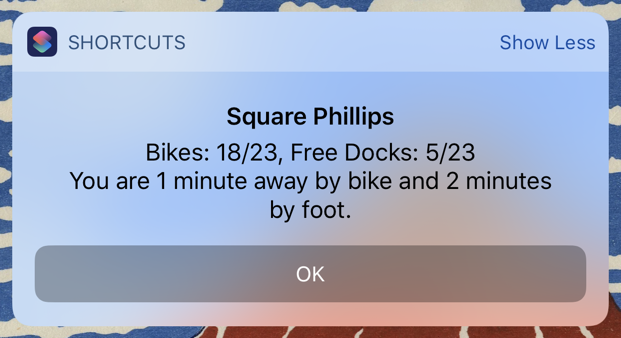 SHORTCUTS
Show Less
Square Phillips
Bikes: 18/23, Free Docks: 5/23
You are 1 minute away by bike and 2 minutes
by foot.
OK